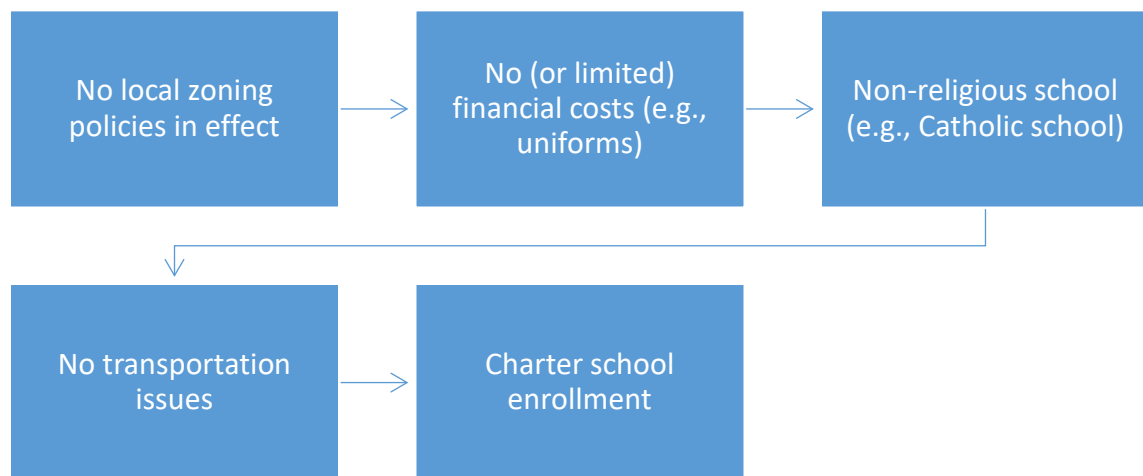 No local zoning
policies in effect
No (or limited)
financial costs (e.g.,
uniforms)
Non-religious school
(e.g., Catholic school)
No transportation
issues
Charter school
enrollment